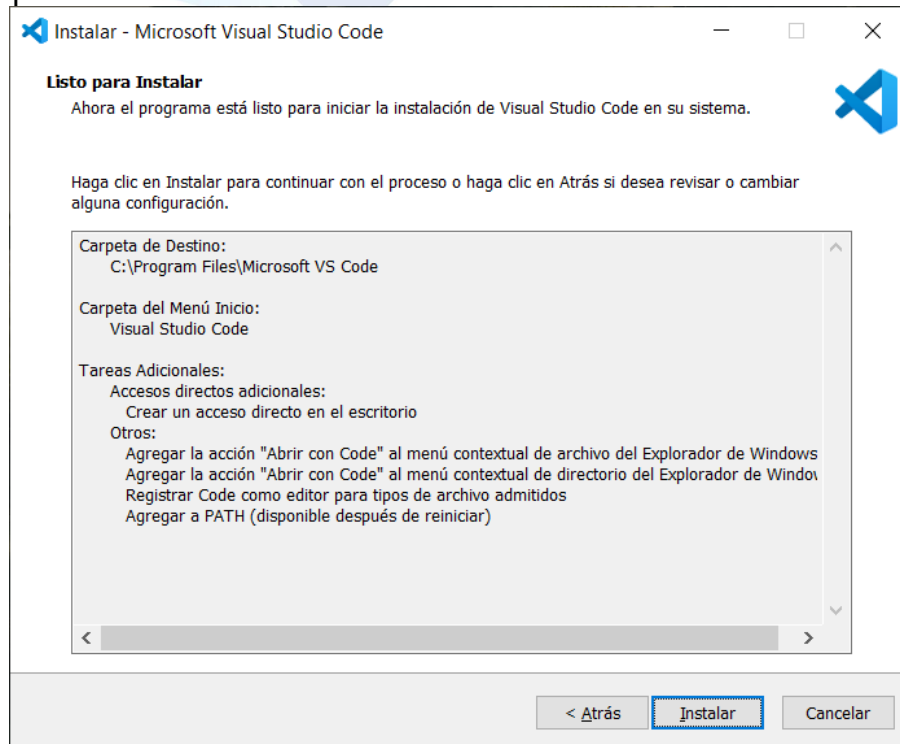 Instalar - Microsoft Visual Studio Code
Listo para Instalar
Ahora el programa está listo para iniciar la instalación de Visual Studio Code en su sistema.
Haga clic en Instalar para continuar con el proceso o haga clic en Atrás si desea revisar o cambiar
alguna configuración.
Carpeta de Destino:
C:\Program Files\Microsoft VS Code
Carpeta del Menú Inicio:
Visual Studio Code
Tareas Adicionales:
Accesos directos adicionales:
Crear un acceso directo en el escritorio
Otros:
Agregar la acción "Abrir con Code" al menú contextual de archivo del Explorador de Windows
Agregar la acción "Abrir con Code" al menú contextual de directorio del Explorador de Window
Registrar Code como editor para tipos de archivo admitidos
Agregar a PATH (disponible después de reiniciar)
< Atrás Instalar Cancelar